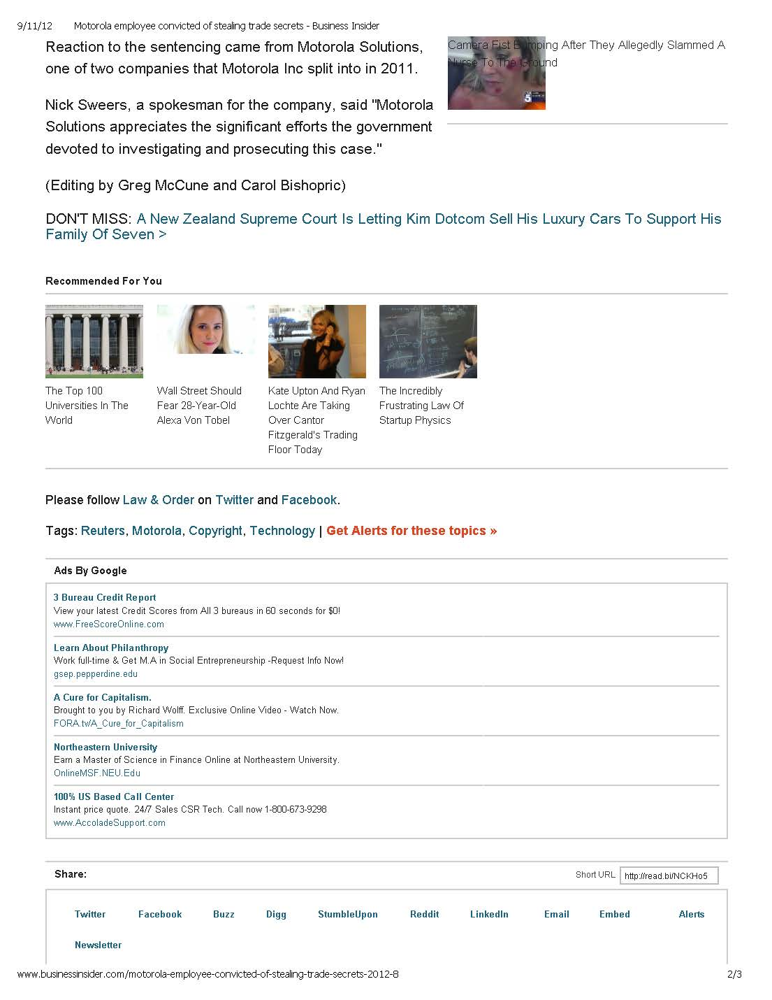 9/11/12 Motorola employee convicted of stealing trade secrets - Business Insider
Reaction to the sentencing came from Motorola Solutions,
one of two companies that Motorola Inc split into in 2011.
Camera Fist Bumping After They Allegedly Slammed A
Nurse To The Ground
5
Nick Sweers, a spokesman for the company, said "Motorola
Solutions appreciates the significant efforts the government
devoted to investigating and prosecuting this case."
(Editing by Greg McCune and Carol Bishopric)
DON'T MISS: A New Zealand Supreme Court Is Letting Kim Dotcom Sell His Luxury Cars To Support His
Family Of Seven >
Recommended For You
The Top 100
Universities In The
World
Wall Street Should
Fear 28-Year-Old
Alexa Von Tobel
Kate Upton And Ryan
Lochte Are Taking
Over Cantor
Fitzgerald's Trading
Floor Today
The Incredibly
Frustrating Law Of
Startup Physics
Please follow Law & Order on Twitter and Facebook.
Tags: Reuters, Motorola, Copyright, Technology | Get Alerts for these topics »
Ads By Google
3 Bureau Credit Report
View your latest Credit Scores from All 3 bureaus in 60 seconds for $0!
www.FreeScoreOnline.com
Learn About Philanthropy
Work full-time & Get M.A in Social Entrepreneurship -Request Info Now!
gsep.pepperdine.edu
A Cure for Capitalism.
Brought to you by Richard Wolff. Exclusive Online Video - Watch Now.
FORA.tv/A_Cure_for_Capitalism
Northeastern University
Earn a Master of Science in Finance Online at Northeastern University.
OnlineMSF.NEU.Edu
100% US Based Call Center
Instant price quote. 24/7 Sales CSR Tech. Call now 1-800-673-9298
www.AccoladeSupport.com
Share: Short URL http://read.bi/NCKHo5
Twitter Facebook Buzz Digg StumbleUpon Reddit LinkedIn Email Embed Alerts
Newsletter
www.businessinsider.com/motorola-employee-convicted-of-stealing-trade-secrets-2012-8 2/3